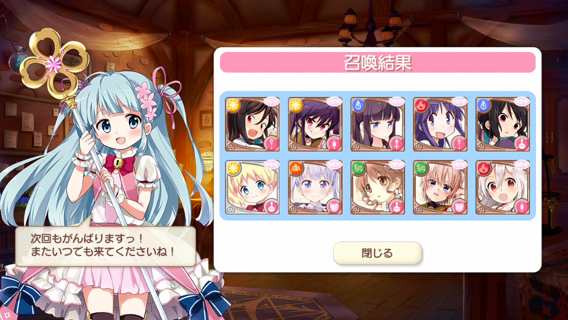 召喚結果
次回もがんばりますっ！
またいつでも来てくださいね！
閉じる